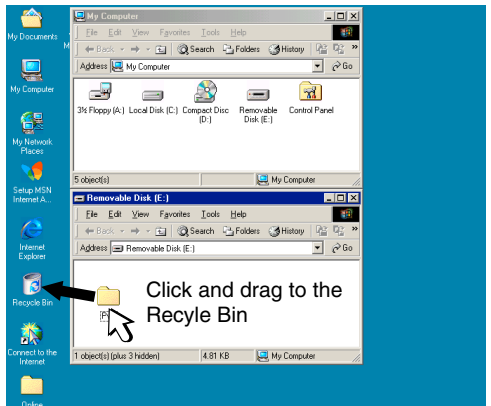 My Documents
M
My Computer
My Network
Places
Setup MSN
Internet A...
Internet
Explorer
Recycle Bin
Connect to the
Internet
Online
My Computer
File Edit View Favorites Tools Help
Back Search Folders History »
Address My Computer Go
3½ Floppy (A:) Local Disk (C:) Compact Disc (D:) Removable Disk (E:) Control Panel
5 object(s) My Computer
Removable Disk (E:)
File Edit View Favorites Tools Help
Back Search Folders History »
Address Removable Disk (E:) Go
Click and drag to the
Recyle Bin
1 object(s) (plus 3 hidden) 4.81 KB My Computer